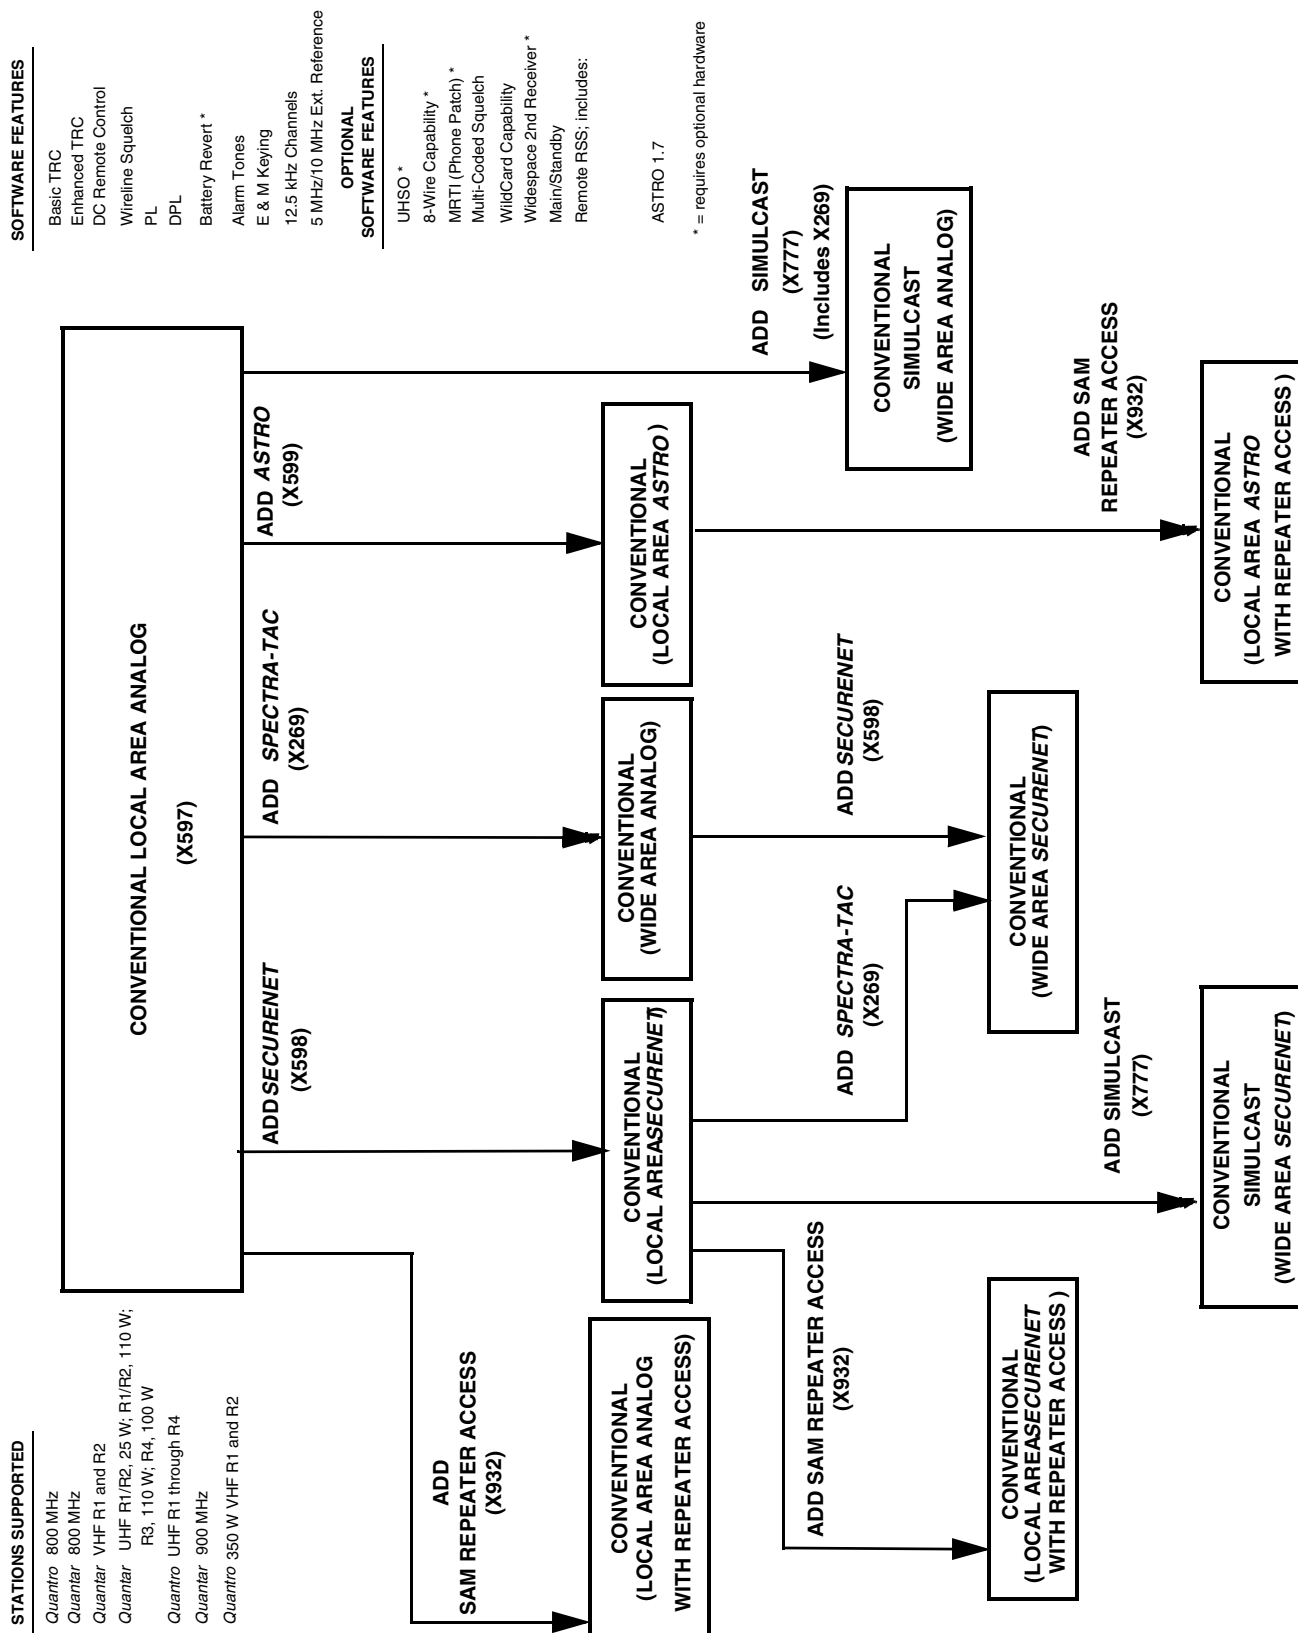 STATIONS SUPPORTED
Quantro 800 MHz
Quantar 800 MHz
Quantar VHF R1 and R2
Quantar UHF R1/R2, 25 W; R1/R2, 110 W;
R3, 110 W; R4, 100 W
Quantro UHF R1 through R4
Quantar 900 MHz
Quantro 350 W VHF R1 and R2
CONVENTIONAL LOCAL AREA ANALOG
(X597)
SOFTWARE FEATURES
Basic TRC
Enhanced TRC
DC Remote Control
Wireline Squelch
PL
DPL
Battery Revert *
Alarm Tones
E & M Keying
12.5 kHz Channels
5 MHz/10 MHz Ext. Reference
OPTIONAL
SOFTWARE FEATURES
UHSO *
8-Wire Capability *
MRTI (Phone Patch) *
Multi-Coded Squelch
WildCard Capability
Widespace 2nd Receiver *
Main/Standby
Remote RSS; includes:
ASTRO 1.7
* = requires optional hardware
ADD
SAM REPEATER ACCESS
(X932)
ADD SECURENET
(X598)
ADD SPECTRA-TAC
(X269)
ADD ASTRO
(X599)
ADD SIMULCAST
(X777)
(Includes X269)
CONVENTIONAL
(LOCAL AREA ANALOG
WITH REPEATER ACCESS)
CONVENTIONAL
(LOCAL AREASECURENET)
CONVENTIONAL
(WIDE AREA ANALOG)
CONVENTIONAL
(LOCAL AREA ASTRO )
CONVENTIONAL
SIMULCAST
(WIDE AREA ANALOG)
ADD SAM REPEATER ACCESS
(X932)
ADD SPECTRA-TAC
(X269)
ADD SECURENET
(X598)
ADD SAM
REPEATER ACCESS
(X932)
CONVENTIONAL
(LOCAL AREASECURENET
WITH REPEATER ACCESS )
CONVENTIONAL
(WIDE AREA SECURENET)
ADD SIMULCAST
(X777)
CONVENTIONAL
SIMULCAST
(WIDE AREA SECURENET)
CONVENTIONAL
(LOCAL AREA ASTRO
WITH REPEATER ACCESS )